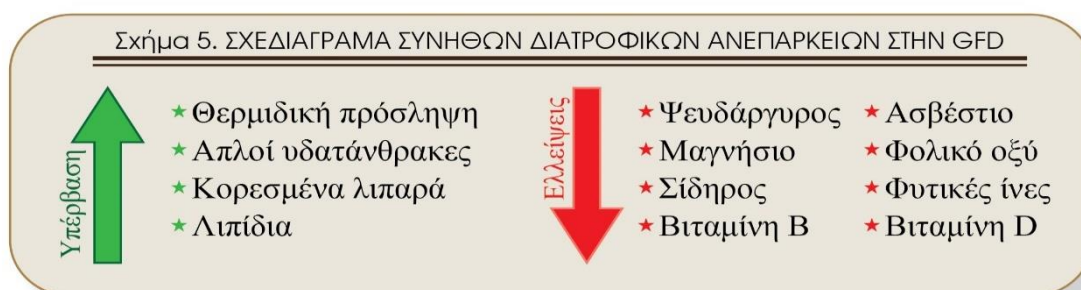 Σχήμα 5. ΣΧΕΔΙΑΓΡΑΜΑ ΣΥΝΗΘΩΝ ΔΙΑΤΡΟΦΙΚΩΝ ΑΝΕΠΑΡΚΕΙΩΝ ΣΤΗΝ GFD
Υπέρβαση
★ Θερμιδική πρόσληψη
★ Απλοί υδατάνθρακες
★ Κορεσμένα λιπαρά
★ Λιπίδια
Ελλείψεις
★ Ψευδάργυρος
★ Μαγνήσιο
★ Σίδηρος
★ Βιταμίνη Β
★ Ασβέστιο
★ Φολικό οξύ
★ Φυτικές ίνες
★ Βιταμίνη D